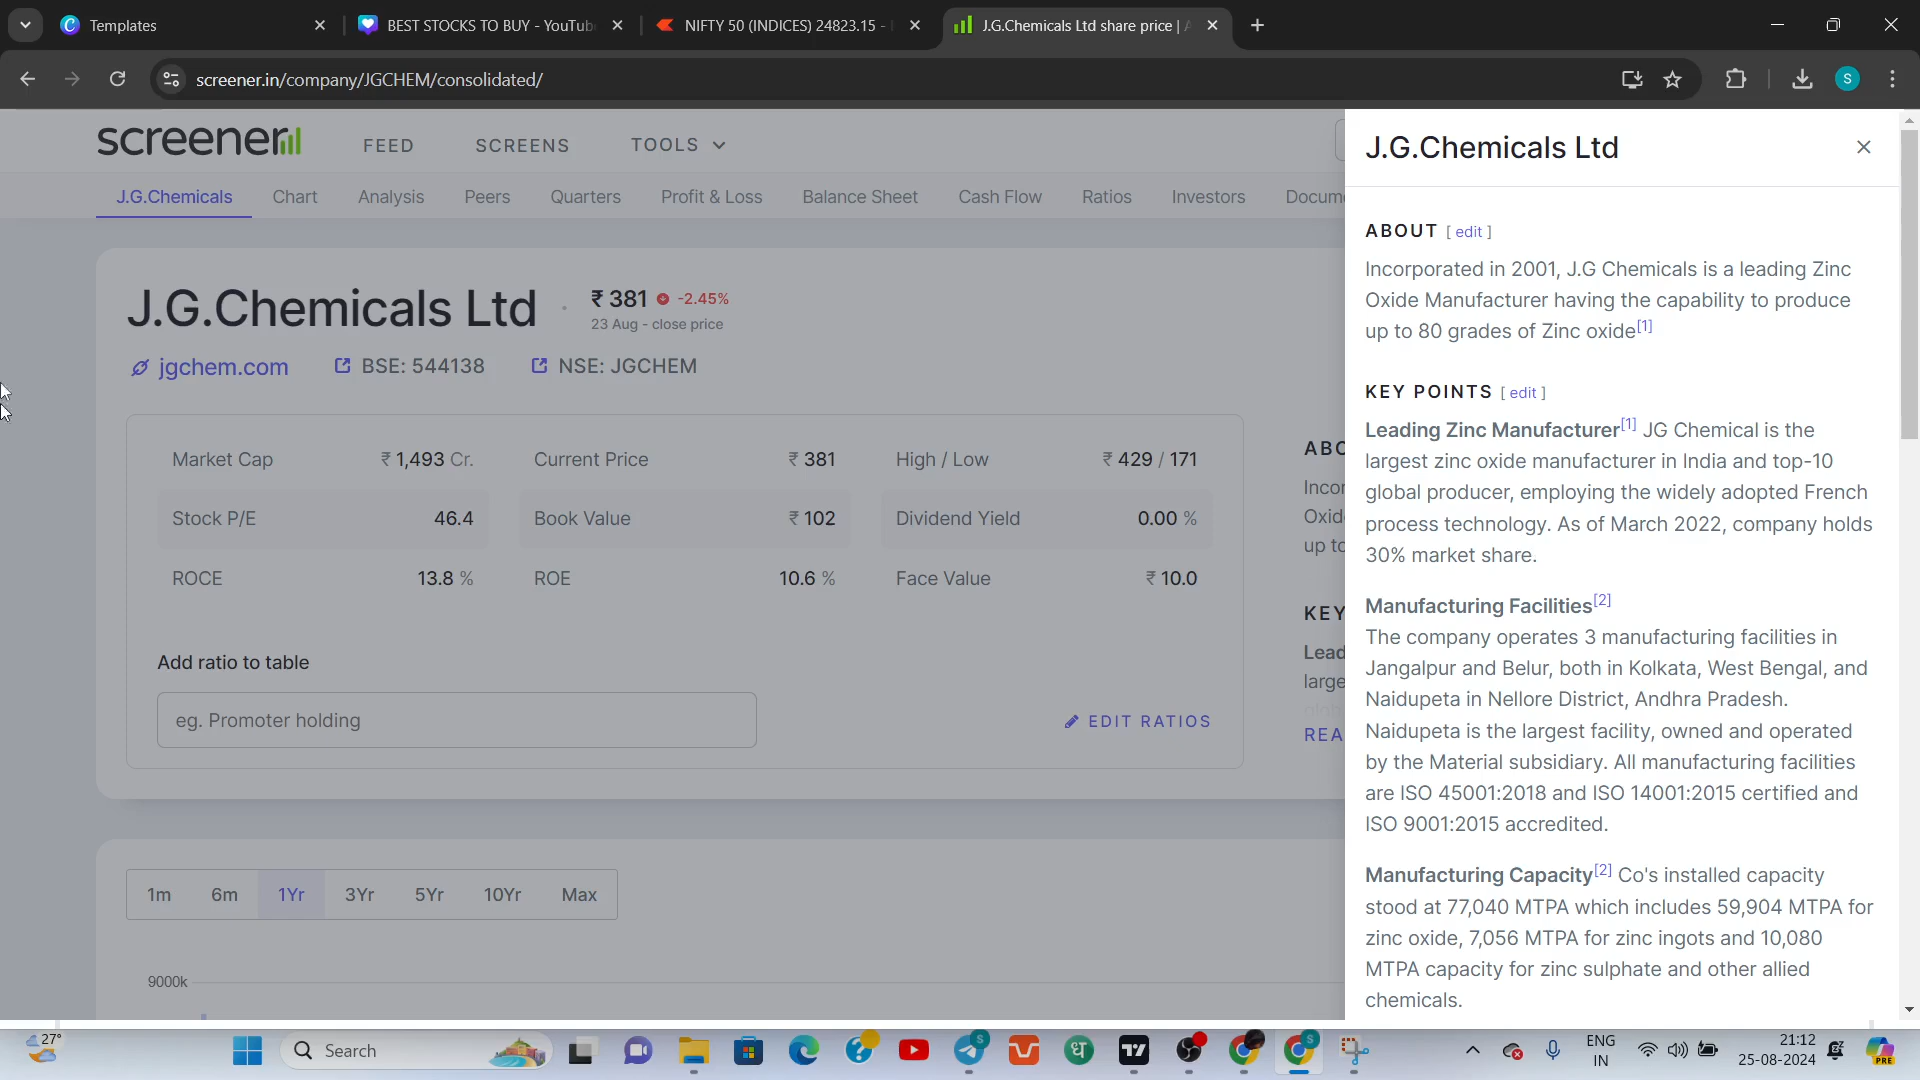 Templates
BEST STOCKS TO BUY - YouTub
NIFTY 50 (INDICES) 24823.15 -
J.G.Chemicals Ltd share price |
screener.in/company/JGCHEM/consolidated/
S
screener
FEED
SCREENS
TOOLS
J.G.Chemicals
Chart
Analysis
Peers
Quarters
Profit & Loss
Balance Sheet
Cash Flow
Ratios
Investors
Docum
J.G.Chemicals Ltd
₹ 381 -2.45%
23 Aug - close price
jgchem.com
BSE: 544138
NSE: JGCHEM
Market Cap ₹ 1,493 Cr.
Current Price ₹ 381
High / Low ₹ 429 / 171
Stock P/E 46.4
Book Value ₹ 102
Dividend Yield 0.00 %
ROCE 13.8 %
ROE 10.6 %
Face Value ₹ 10.0
Add ratio to table
eg. Promoter holding
EDIT RATIOS
ABO
Incor
Oxid
up to
KEY
Lead
large
REA
1m 6m 1Yr 3Yr 5Yr 10Yr Max
9000k
J.G.Chemicals Ltd
ABOUT [ edit ]
Incorporated in 2001, J.G Chemicals is a leading Zinc
Oxide Manufacturer having the capability to produce
up to 80 grades of Zinc oxide[1]
KEY POINTS [ edit ]
Leading Zinc Manufacturer[1] JG Chemical is the
largest zinc oxide manufacturer in India and top-10
global producer, employing the widely adopted French
process technology. As of March 2022, company holds
30% market share.
Manufacturing Facilities[2]
The company operates 3 manufacturing facilities in
Jangalpur and Belur, both in Kolkata, West Bengal, and
Naidupeta in Nellore District, Andhra Pradesh.
Naidupeta is the largest facility, owned and operated
by the Material subsidiary. All manufacturing facilities
are ISO 45001:2018 and ISO 14001:2015 certified and
ISO 9001:2015 accredited.
Manufacturing Capacity[2] Co's installed capacity
stood at 77,040 MTPA which includes 59,904 MTPA for
zinc oxide, 7,056 MTPA for zinc ingots and 10,080
MTPA capacity for zinc sulphate and other allied
chemicals.
27°
Search
ENG
IN
21:12
25-08-2024
PRE